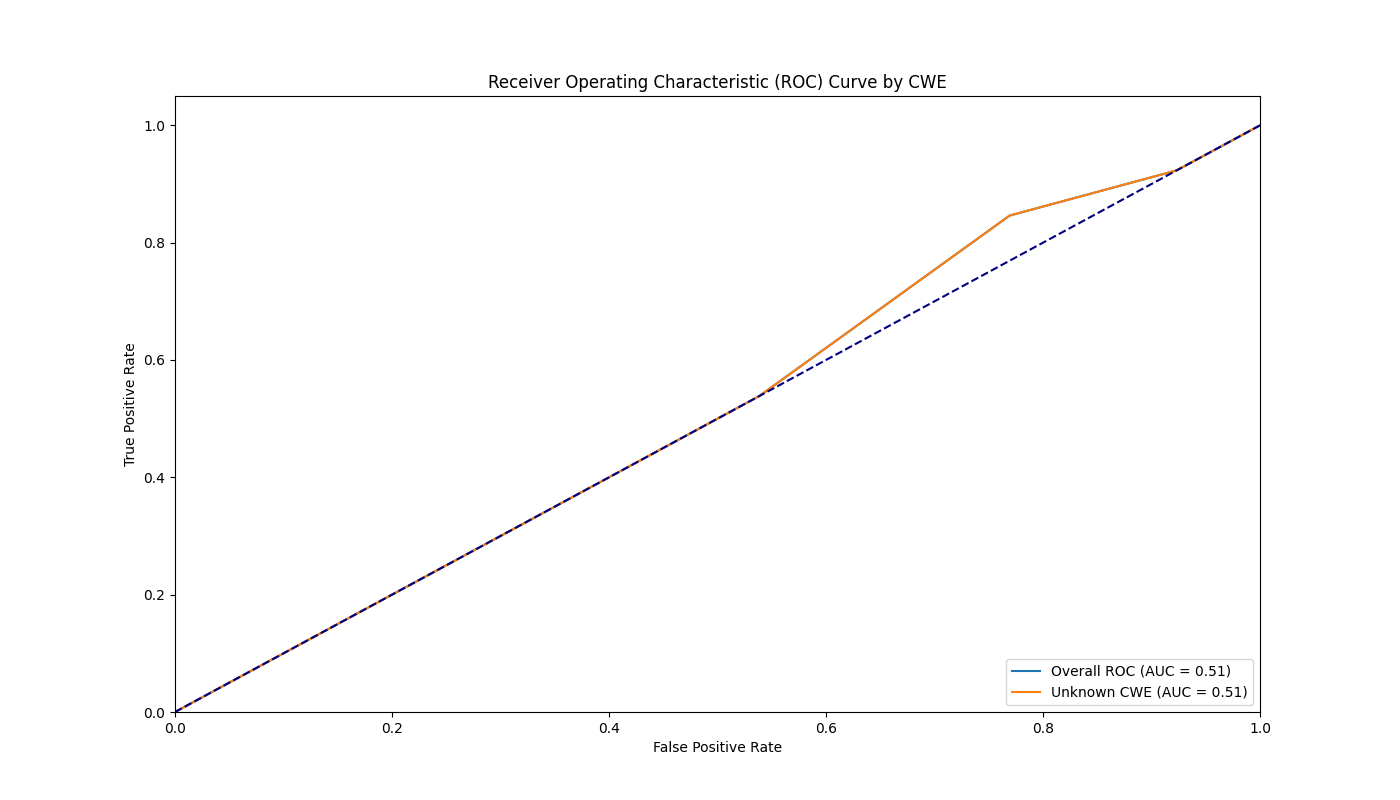 Receiver Operating Characteristic (ROC) Curve by CWE
1.0
0.8
0.6
0.4
0.2
0.0
True Positive Rate
0.0 0.2 0.4 0.6 0.8 1.0
False Positive Rate
Overall ROC (AUC = 0.51)
Unknown CWE (AUC = 0.51)